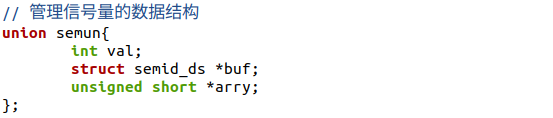 // 管理信号量的数据结构
union semun{
        int val;
        struct semid_ds *buf;
        unsigned short *arry;
};